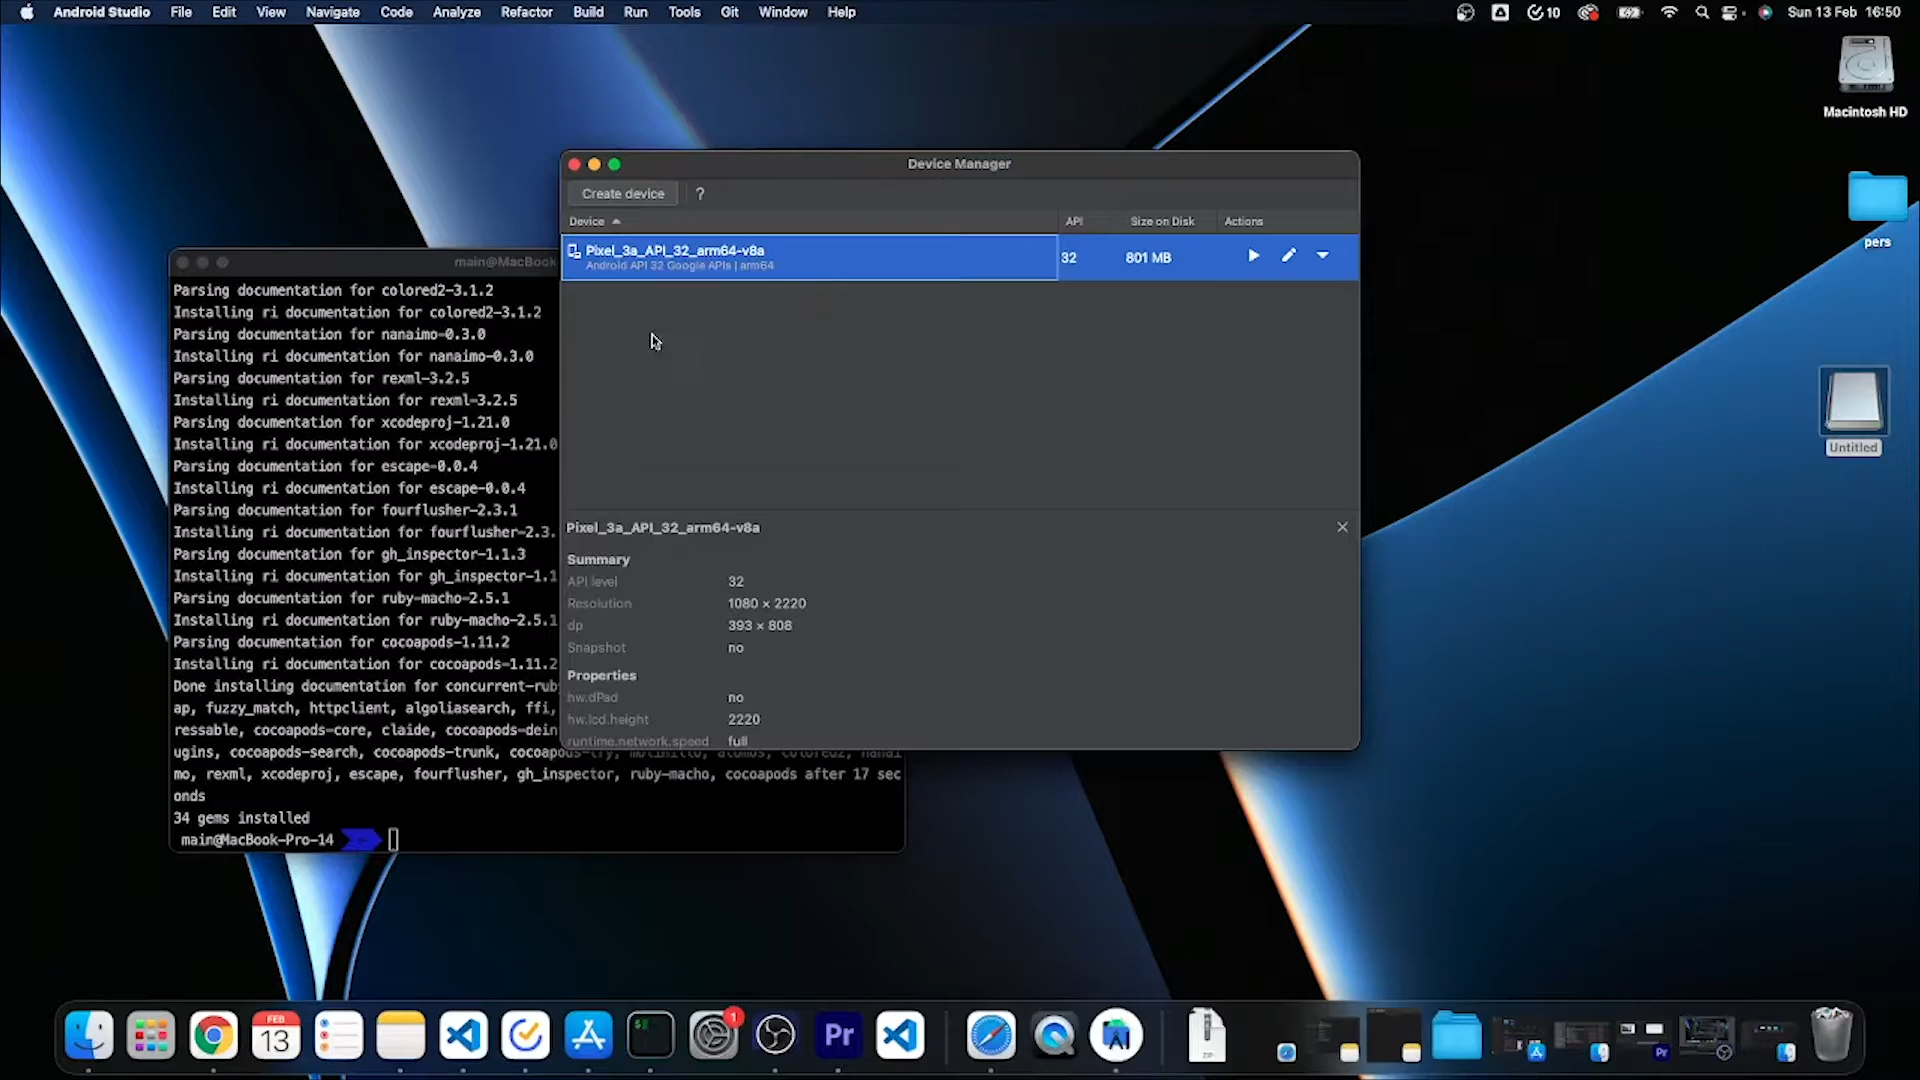 Android Studio File Edit View Navigate Code Analyze Refactor Build Run Tools Git Window Help
10
Sun 13 Feb 16:50
Macintosh HD
pers
Untitled
Device Manager
Create device ?
Device API Size on Disk Actions
Pixel_3a_API_32_arm64-v8a
Android API 32 Google APIs | arm64
32 801 MB
Pixel_3a_API_32_arm64-v8a
Summary
API level 32
Resolution 1080 × 2220
dp 393 × 808
Snapshot no
Properties
hw.dPad no
hw.lcd.height 2220
runtime.network.speed full
main@MacBook
Parsing documentation for colored2-3.1.2
Installing ri documentation for colored2-3.1.2
Parsing documentation for nanaimo-0.3.0
Installing ri documentation for nanaimo-0.3.0
Parsing documentation for rexml-3.2.5
Installing ri documentation for rexml-3.2.5
Parsing documentation for xcodeproj-1.21.0
Installing ri documentation for xcodeproj-1.21.0
Parsing documentation for escape-0.0.4
Installing ri documentation for escape-0.0.4
Parsing documentation for fourflusher-2.3.1
Installing ri documentation for fourflusher-2.3.
Parsing documentation for gh_inspector-1.1.3
Installing ri documentation for gh_inspector-1.1
Parsing documentation for ruby-macho-2.5.1
Installing ri documentation for ruby-macho-2.5.1
Parsing documentation for cocoapods-1.11.2
Installing ri documentation for cocoapods-1.11.2
Done installing documentation for concurrent-rub
ap, fuzzy_match, httpclient, algoliasearch, ffi,
ressable, cocoapods-core, claide, cocoapods-dein
ugins, cocoapods-search, cocoapods-trunk, cocoapods-try, molinillo, atomos, colored2, nanai
mo, rexml, xcodeproj, escape, fourflusher, gh_inspector, ruby-macho, cocoapods after 17 sec
onds
34 gems installed
main@MacBook-Pro-14
FEB
13
1
Pr
ZIP
Pr